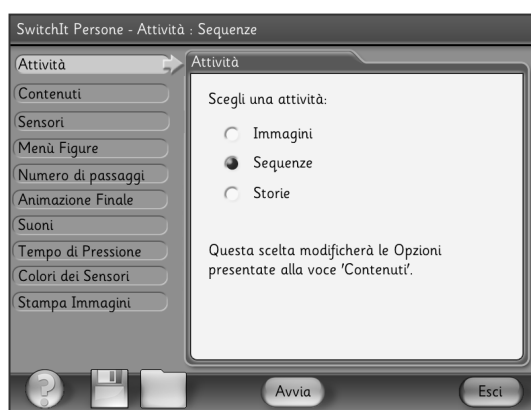 SwitchIt Persone - Attività : Sequenze
Attività
Contenuti
Sensori
Menù Figure
Numero di passaggi
Animazione Finale
Suoni
Tempo di Pressione
Colori dei Sensori
Stampa Immagini
Attività
Scegli una attività:
Immagini
Sequenze
Storie
Questa scelta modificherà le Opzioni
presentate alla voce 'Contenuti'.
?
Avvia
Esci